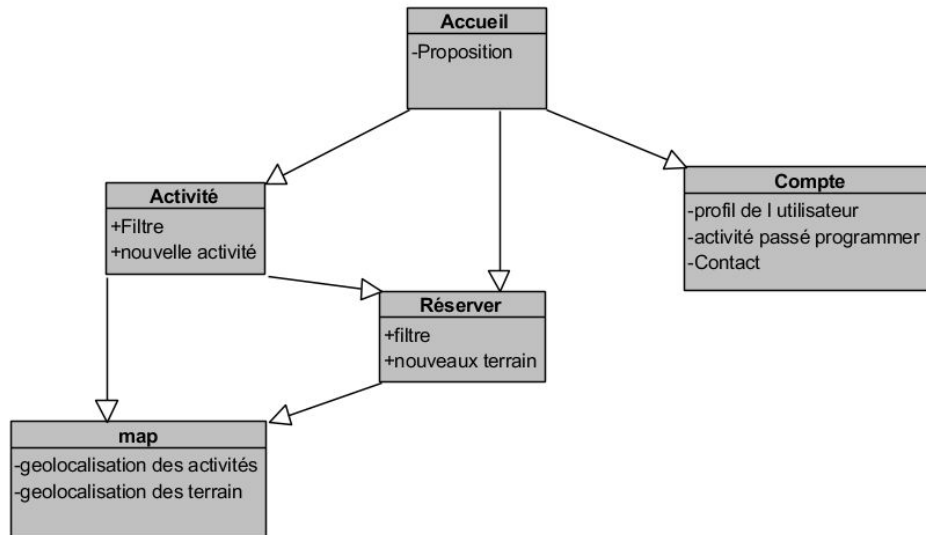 Accueil
-Proposition
Activité
+Filtre
+nouvelle activité
Compte
-profil de l utilisateur
-activité passé programmer
-Contact
Réserver
+filtre
+nouveaux terrain
map
-geolocalisation des activités
-geolocalisation des terrain